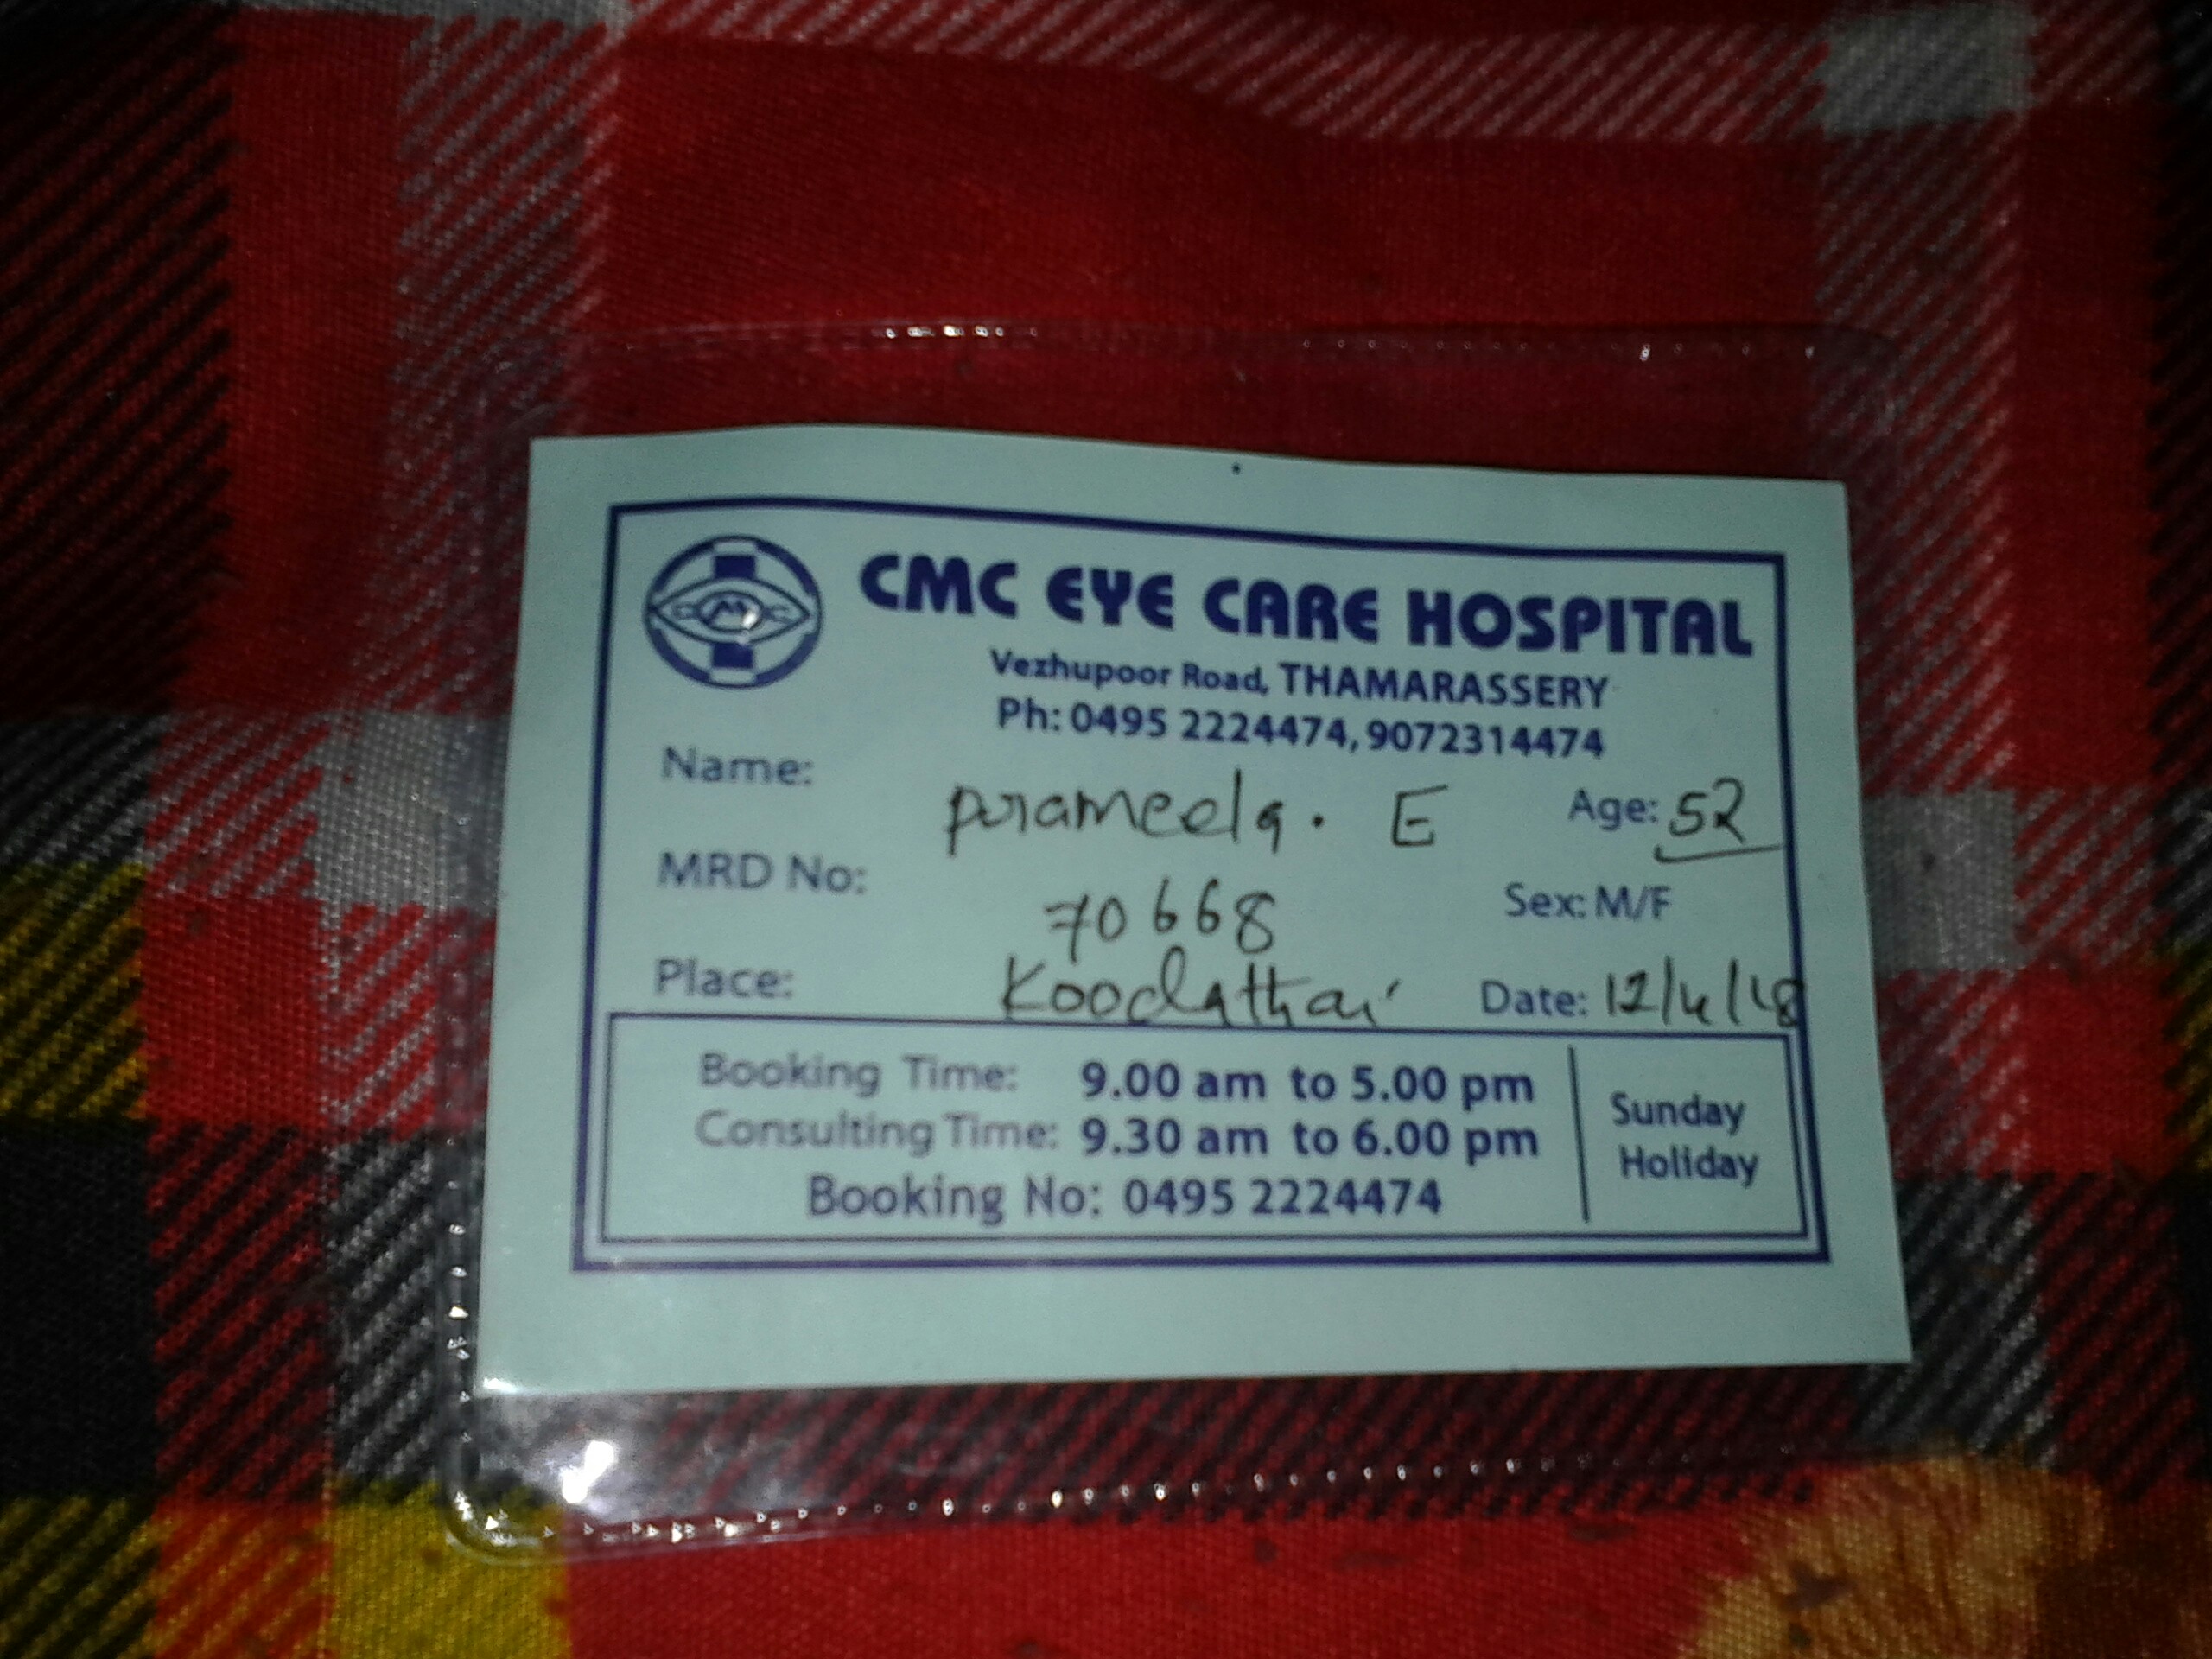 CMC
CMC EYE CARE HOSPITAL
Vezhupoor Road, THAMARASSERY
Ph: 0495 2224474, 9072314474
Name: Prameela. E Age: 52
MRD No: 70668 Sex: M/F
Place: Koodathai Date: 12/4/18
Booking Time: 9.00 am to 5.00 pm
Consulting Time: 9.30 am to 6.00 pm
Booking No: 0495 2224474
Sunday
Holiday